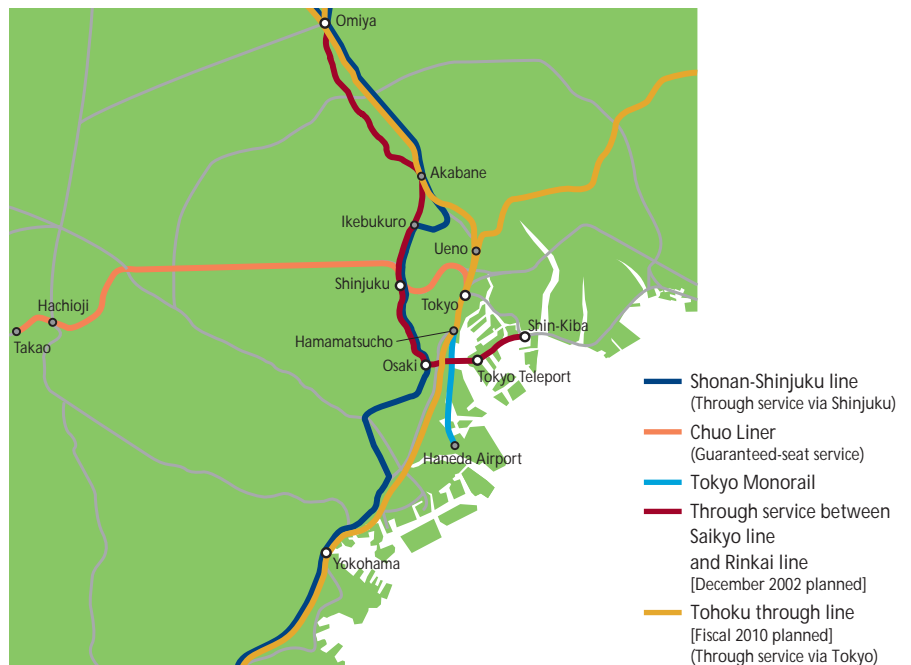 Omiya
Akabane
Ikebukuro
Ueno
Shinjuku
Tokyo
Hachioji
Takao
Hamamatsucho
Shin-Kiba
Osaki
Tokyo Teleport
Haneda Airport
Yokohama
Shonan-Shinjuku line
(Through service via Shinjuku)
Chuo Liner
(Guaranteed-seat service)
Tokyo Monorail
Through service between
Saikyo line
and Rinkai line
[December 2002 planned]
Tohoku through line
[Fiscal 2010 planned]
(Through service via Tokyo)